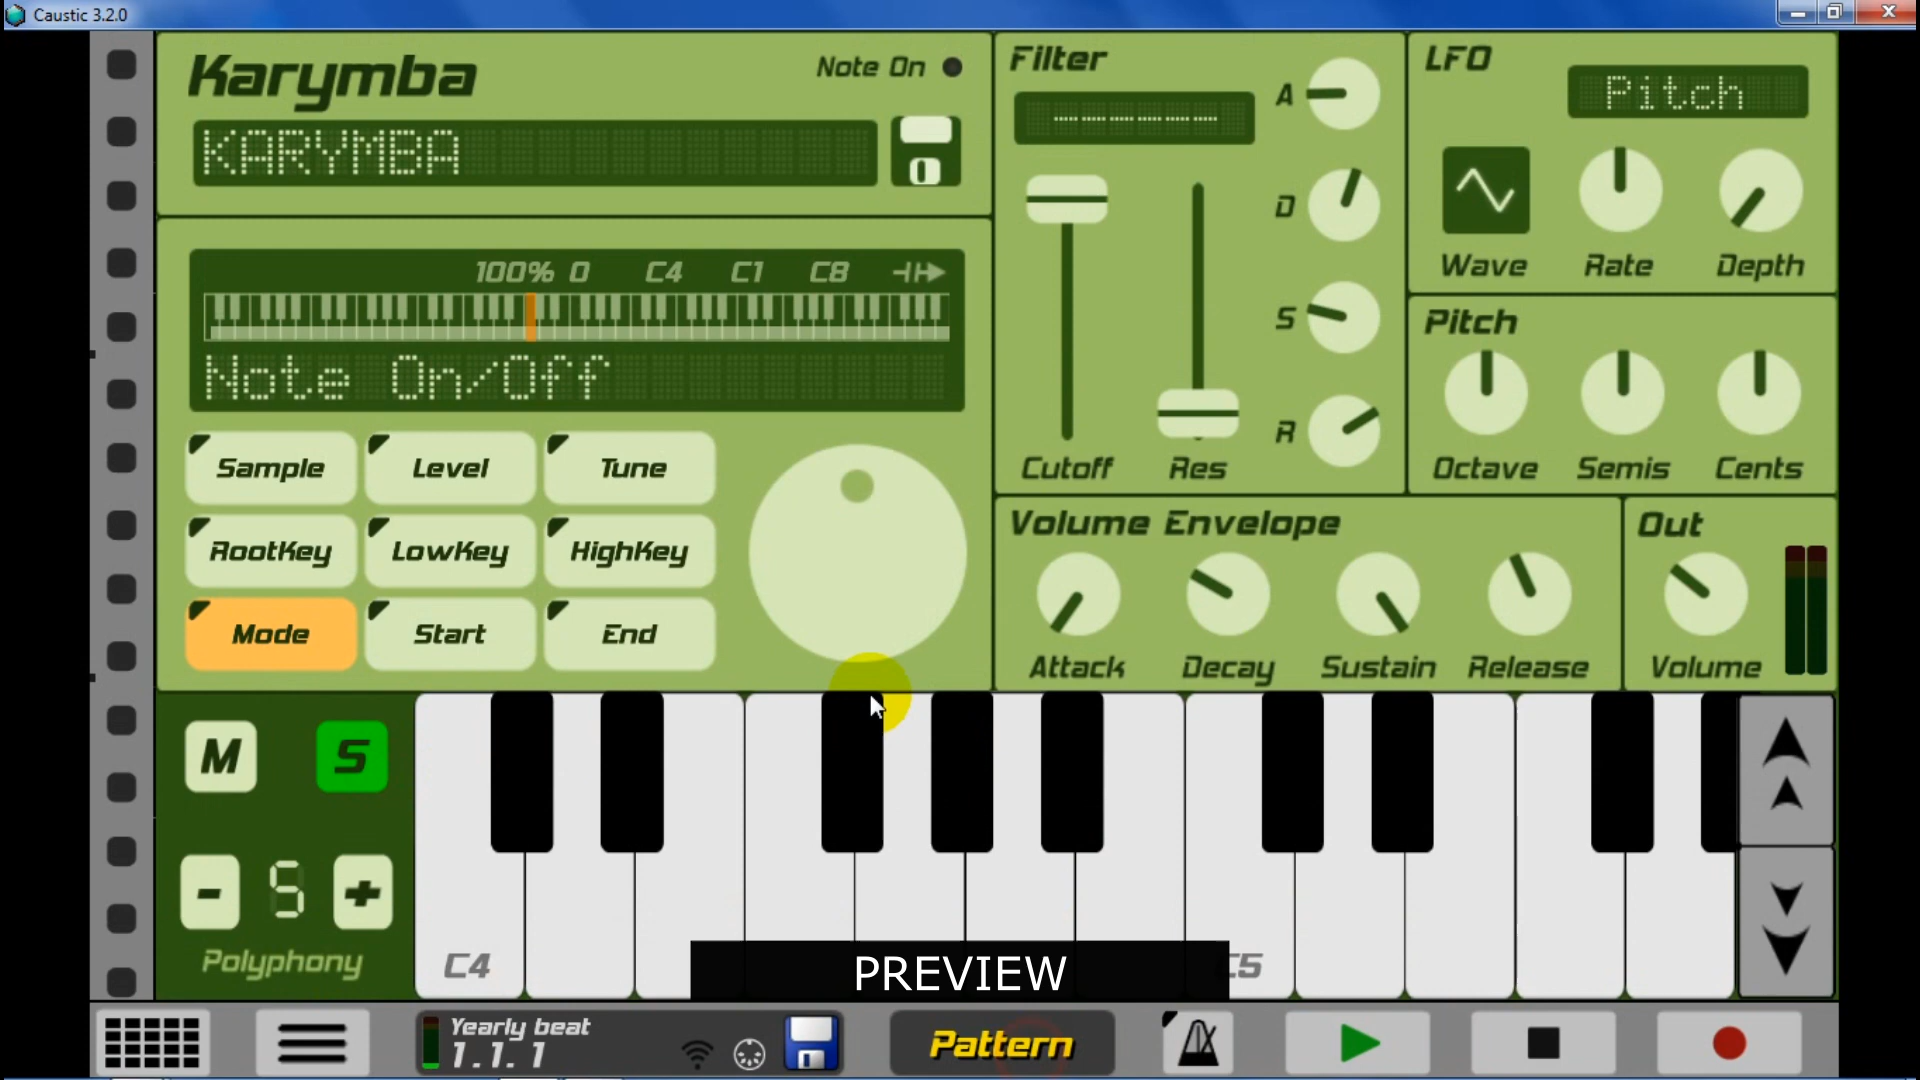 Caustic 3.2.0
Karymba
Note On
KARYMBA
100% 0 C4 C1 C8
Note On/Off
Sample Level Tune
RootKey LowKey HighKey
Mode Start End
Filter
------
A
D
S
R
Cutoff Res
LFO
Pitch
Wave Rate Depth
Pitch
Octave Semis Cents
Volume Envelope
Attack Decay Sustain Release
Out
Volume
M S
- 5 +
Polyphony
C4
C5
PREVIEW
Yearly beat
1.1.1
Pattern